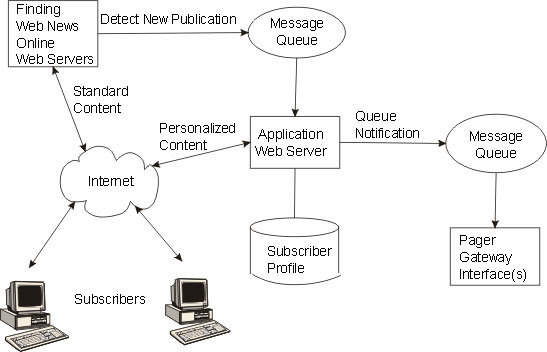 Finding
Web News
Online
Web Servers
Detect New Publication
Message
Queue
Standard
Content
Personalized
Content
Application
Web Server
Queue
Notification
Message
Queue
Internet
Subscriber
Profile
Pager
Gateway
Interface(s)
Subscribers